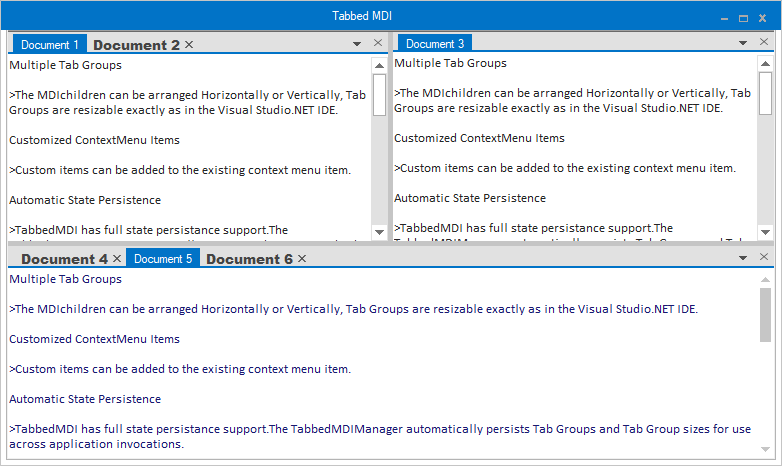 Tabbed MDI
Document 1 Document 2
Multiple Tab Groups
>The MDIchildren can be arranged Horizontally or Vertically, Tab
Groups are resizable exactly as in the Visual Studio.NET IDE.
Customized ContextMenu Items
>Custom items can be added to the existing context menu item.
Automatic State Persistence
>TabbedMDI has full state persistance support.The
Document 3
Multiple Tab Groups
>The MDIchildren can be arranged Horizontally or Vertically, Tab
Groups are resizable exactly as in the Visual Studio.NET IDE.
Customized ContextMenu Items
>Custom items can be added to the existing context menu item.
Automatic State Persistence
>TabbedMDI has full state persistance support.The
Document 4 Document 5 Document 6
Multiple Tab Groups
>The MDIchildren can be arranged Horizontally or Vertically, Tab Groups are resizable exactly as in the Visual Studio.NET IDE.
Customized ContextMenu Items
>Custom items can be added to the existing context menu item.
Automatic State Persistence
>TabbedMDI has full state persistance support.The TabbedMDIManager automatically persists Tab Groups and Tab Group sizes for use
across application invocations.